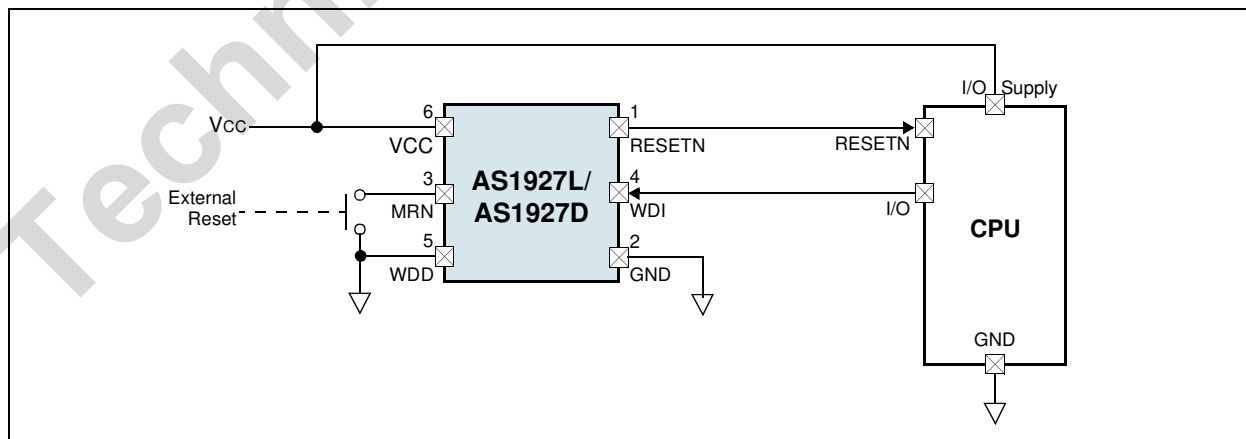 Techn
I/O Supply
6
1
VCC
VCC
RESETN
RESETN
3
4
AS1927L/
AS1927D
External
Reset
MRN
WDI
I/O
CPU
5
2
WDD
GND
GND